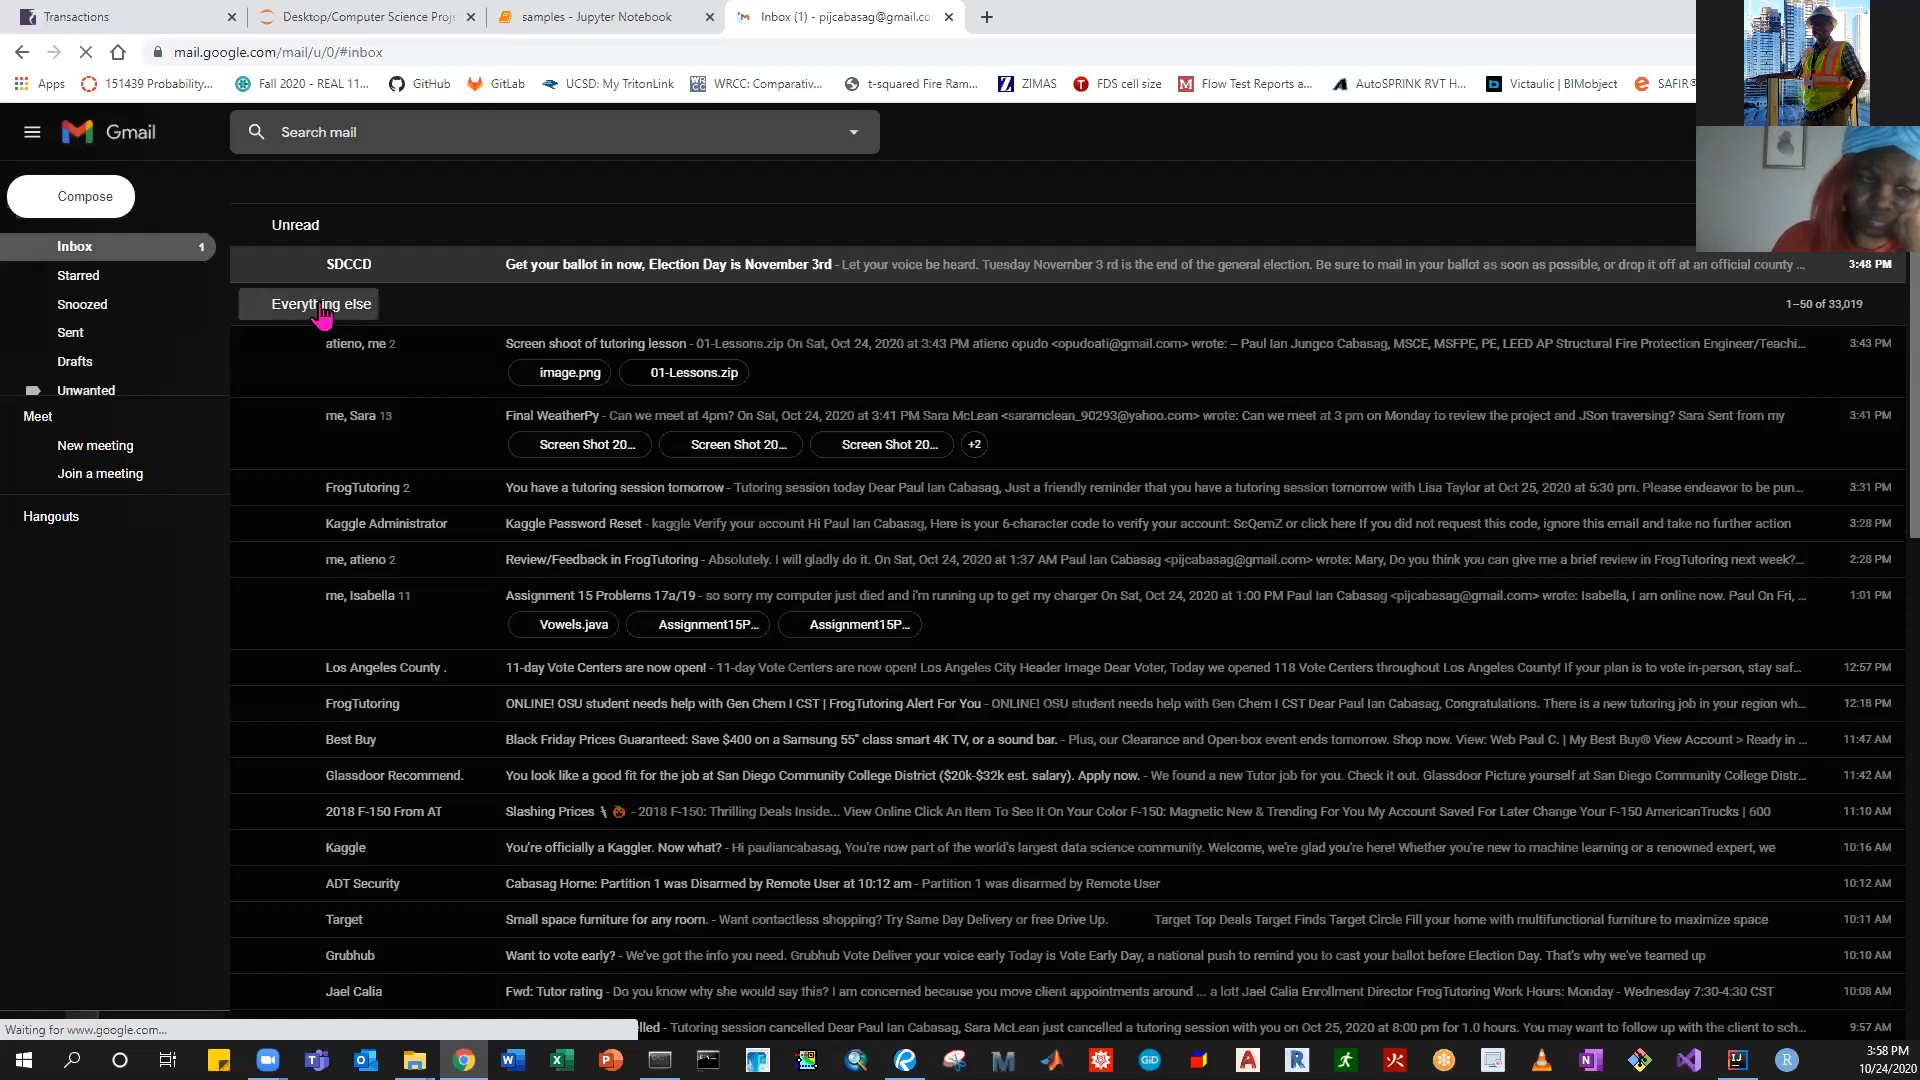 Transactions
Desktop/Computer Science Proj
samples - Jupyter Notebook
Inbox (1) - pijcabasag@gmail.co
mail.google.com/mail/u/0/#inbox
Apps
151439 Probability...
Fall 2020 - REAL 11...
GitHub
GitLab
UCSD: My TritonLink
WRCC: Comparativ...
t-squared Fire Ram...
ZIMAS
FDS cell size
Flow Test Reports a...
AutoSPRINK RVT H...
Victaulic | BIMobject
SAFIR®
Gmail
Search mail
Compose
Inbox 1
Starred
Snoozed
Sent
Drafts
Unwanted
Meet
New meeting
Join a meeting
Hangouts
Unread
SDCCD Get your ballot in now, Election Day is November 3rd - Let your voice be heard. Tuesday November 3 rd is the end of the general election. Be sure to mail in your ballot as soon as possible, or drop it off at an official county ... 3:48 PM
Everything else 1–50 of 33,019
atieno, me 2 Screen shoot of tutoring lesson - 01-Lessons.zip On Sat, Oct 24, 2020 at 3:43 PM atieno opudo <opudoati@gmail.com> wrote: – Paul Ian Jungco Cabasag, MSCE, MSFPE, PE, LEED AP Structural Fire Protection Engineer/Teachi... 3:43 PM
image.png 01-Lessons.zip
me, Sara 13 Final WeatherPy - Can we meet at 4pm? On Sat, Oct 24, 2020 at 3:41 PM Sara McLean <saramclean_90293@yahoo.com> wrote: Can we meet at 3 pm on Monday to review the project and JSon traversing? Sara Sent from my 3:41 PM
Screen Shot 20... Screen Shot 20... Screen Shot 20... +2
FrogTutoring 2 You have a tutoring session tomorrow - Tutoring session today Dear Paul Ian Cabasag, Just a friendly reminder that you have a tutoring session tomorrow with Lisa Taylor at Oct 25, 2020 at 5:30 pm. Please endeavor to be pun... 3:31 PM
Kaggle Administrator Kaggle Password Reset - kaggle Verify your account Hi Paul Ian Cabasag, Here is your 6-character code to verify your account: ScQemZ or click here If you did not request this code, ignore this email and take no further action 3:28 PM
me, atieno 2 Review/Feedback in FrogTutoring - Absolutely. I will gladly do it. On Sat, Oct 24, 2020 at 1:37 AM Paul Ian Cabasag <pijcabasag@gmail.com> wrote: Mary, Do you think you can give me a brief review in FrogTutoring next week?... 2:28 PM
me, Isabella 11 Assignment 15 Problems 17a/19 - so sorry my computer just died and i'm running up to get my charger On Sat, Oct 24, 2020 at 1:00 PM Paul Ian Cabasag <pijcabasag@gmail.com> wrote: Isabella, I am online now. Paul On Fri, ... 1:01 PM
Vowels.java Assignment15P... Assignment15P...
Los Angeles County . 11-day Vote Centers are now open! - 11-day Vote Centers are now open! Los Angeles City Header Image Dear Voter, Today we opened 118 Vote Centers throughout Los Angeles County! If your plan is to vote in-person, stay saf... 12:57 PM
FrogTutoring ONLINE! OSU student needs help with Gen Chem I CST | FrogTutoring Alert For You - ONLINE! OSU student needs help with Gen Chem I CST Dear Paul Ian Cabasag, Congratulations. There is a new tutoring job in your region wh... 12:18 PM
Best Buy Black Friday Prices Guaranteed: Save $400 on a Samsung 55" class smart 4K TV, or a sound bar. - Plus, our Clearance and Open-box event ends tomorrow. Shop now. View: Web Paul C. | My Best Buy® View Account > Ready in ... 11:47 AM
Glassdoor Recommend. You look like a good fit for the job at San Diego Community College District ($20k-$32k est. salary). Apply now. - We found a new Tutor job for you. Check it out. Glassdoor Picture yourself at San Diego Community College Distr... 11:42 AM
2018 F-150 From AT Slashing Prices - 2018 F-150: Thrilling Deals Inside... View Online Click An Item To See It On Your Color F-150: Magnetic New & Trending For You My Account Saved For Later Change Your F-150 AmericanTrucks | 600 11:10 AM
Kaggle You're officially a Kaggler. Now what? - Hi pauliancabasag, You're now part of the world's largest data science community. Welcome, we're glad you're here! Whether you're new to machine learning or a renowned expert, we 10:16 AM
ADT Security Cabasag Home: Partition 1 was Disarmed by Remote User at 10:12 am - Partition 1 was disarmed by Remote User 10:12 AM
Target Small space furniture for any room. - Want contactless shopping? Try Same Day Delivery or free Drive Up. Target Top Deals Target Finds Target Circle Fill your home with multifunctional furniture to maximize space 10:11 AM
Grubhub Want to vote early? - We've got the info you need. Grubhub Vote Deliver your voice early Today is Vote Early Day, a national push to remind you to cast your ballot before Election Day. That's why we've teamed up 10:10 AM
Jael Calia Fwd: Tutor rating - Do you know why she would say this? I am concerned because you move client appointments around ... a lot! Jael Calia Enrollment Director FrogTutoring Work Hours: Monday - Wednesday 7:30-4:30 CST 10:08 AM
lled - Tutoring session cancelled Dear Paul Ian Cabasag, Sara McLean just cancelled a tutoring session with you on Oct 25, 2020 at 8:00 pm for 1.0 hours. You may want to follow up with the client to sch... 9:57 AM
Waiting for www.google.com...
3:58 PM
10/24/2020